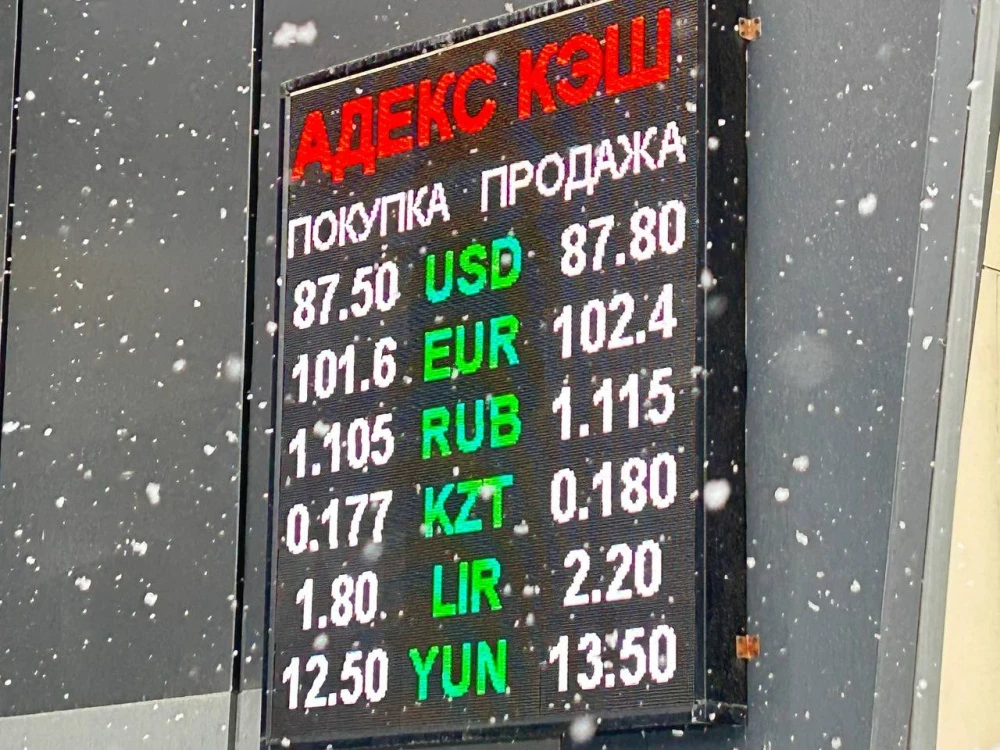 АДЕКС КЭШ
ПОКУПКА ПРОДАЖА
87.50 USD 87.80
101.6 EUR 102.4
1.105 RUB 1.115
0.177 KZT 0.180
1.80 LIR 2.20
12.50 YUN 13.50